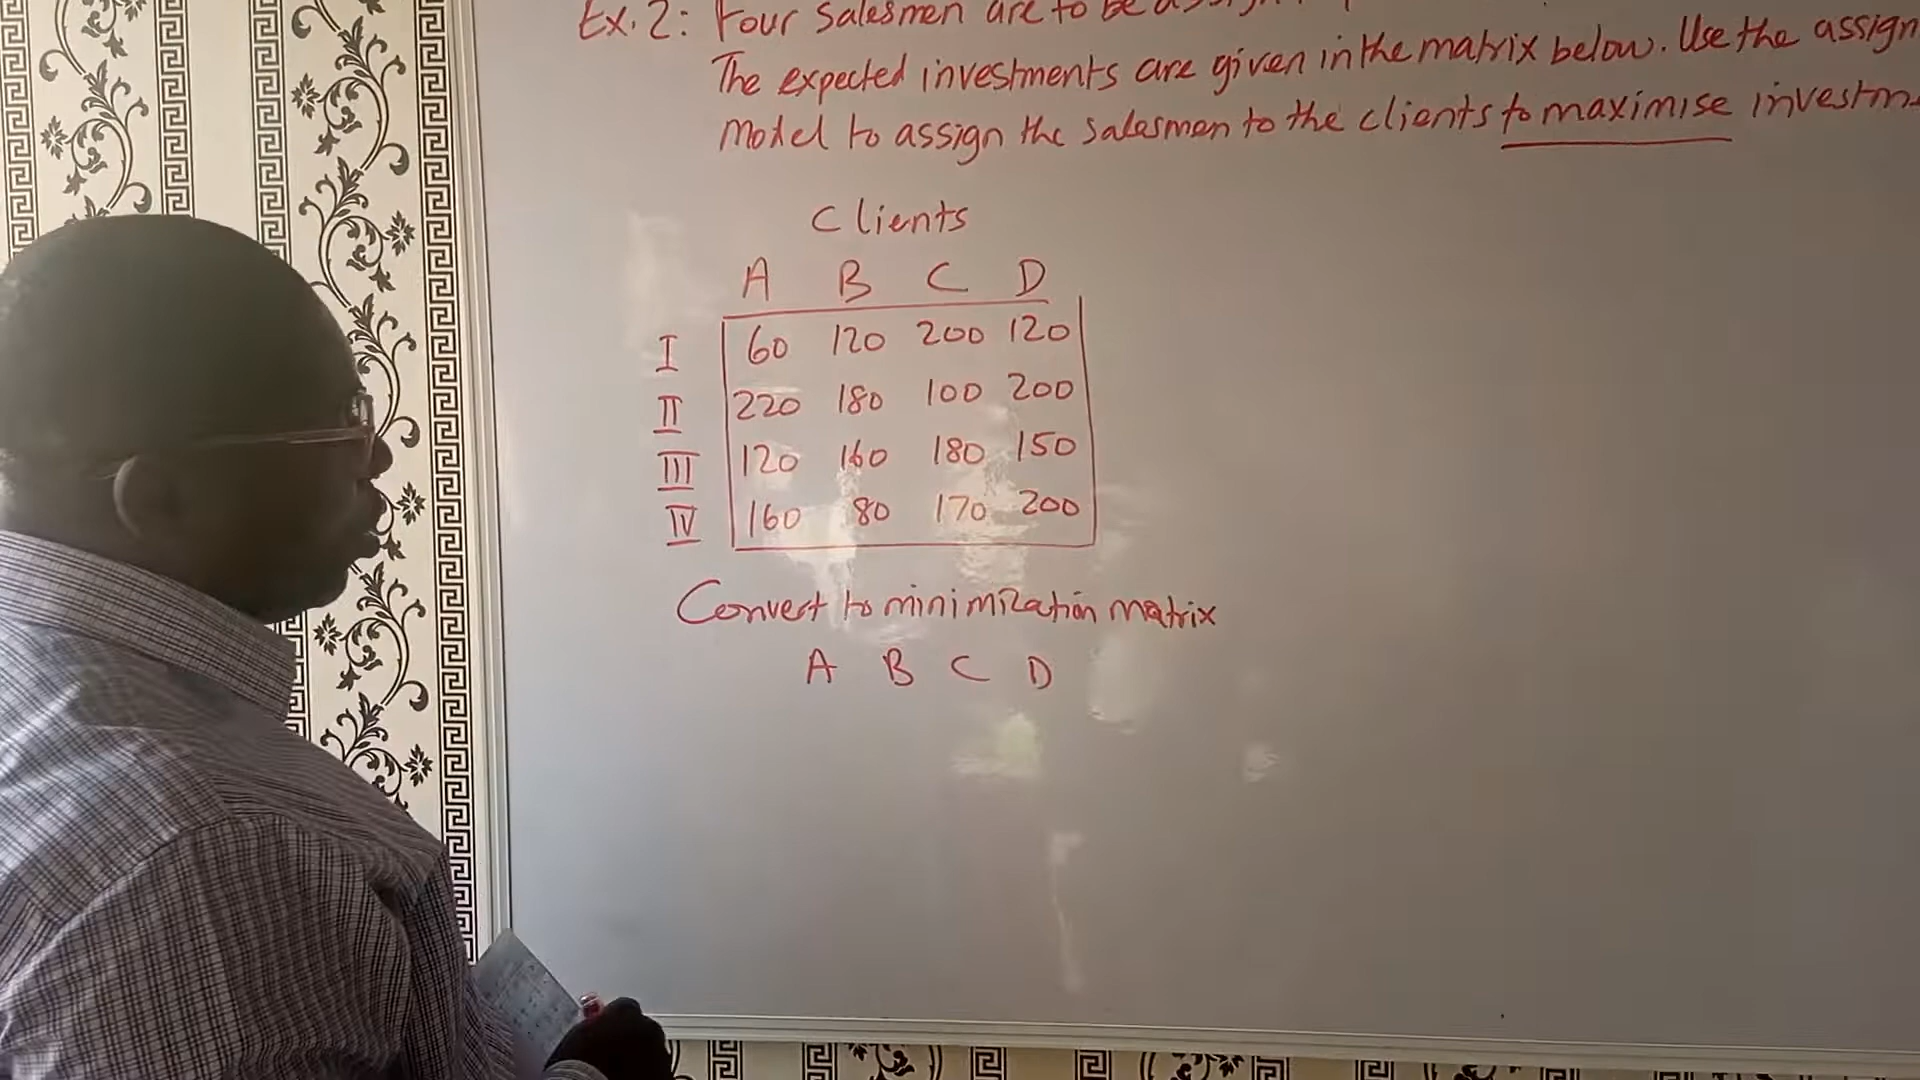 Ex. 2: Four salesmen are to be
The expected investments are given in the matrix below. Use the assign
Model to assign the salesmen to the clients to maximise investm
Clients
A B C D
I 60 120 200 120
II 220 180 100 200
III 120 160 180 150
IV 160 80 170 200
Convert to minimization matrix
A B C D